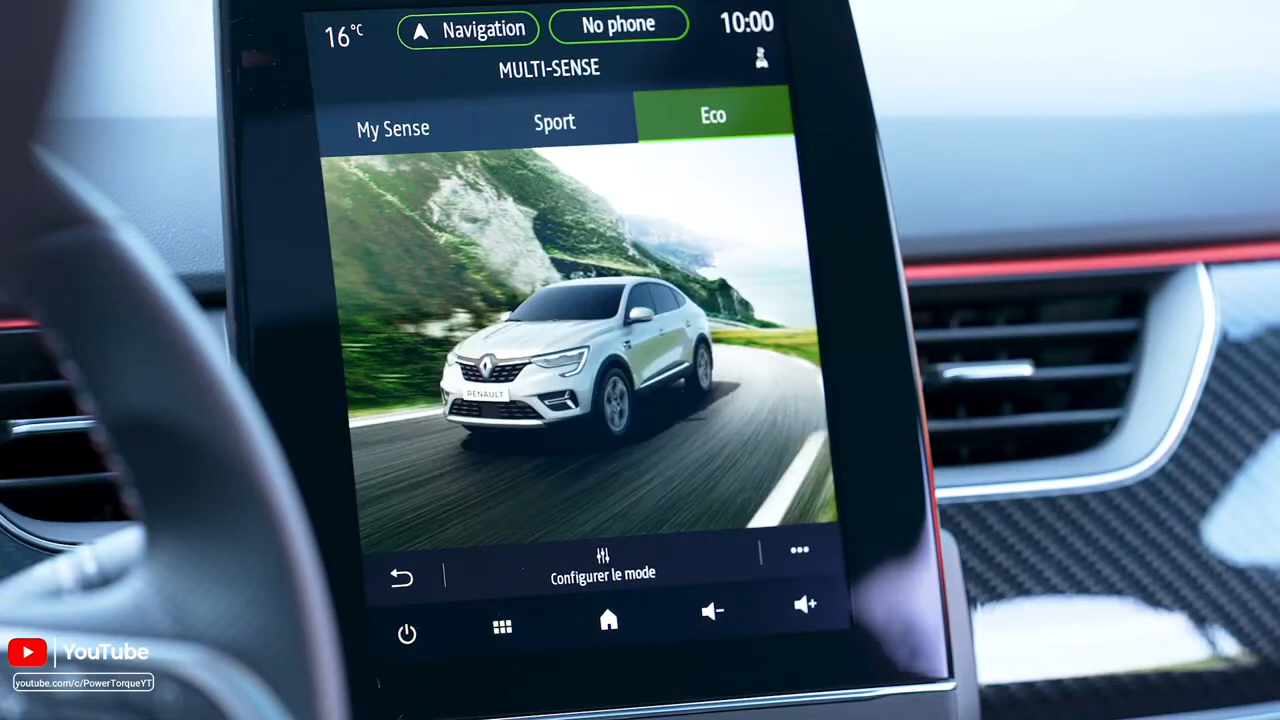 16°C Navigation No phone 10:00
MULTI-SENSE
My Sense Sport Eco
RENAULT
Configurer le mode
YouTube
youtube.com/c/PowerTorqueYT